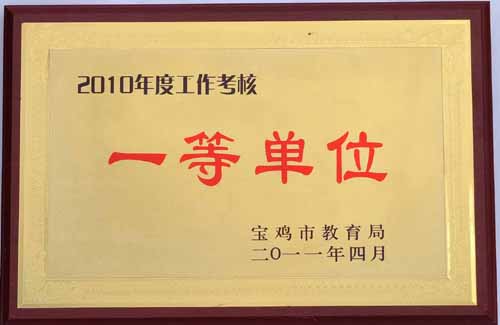 2010年度工作考核
一等单位
宝鸡市教育局
二〇一一年四月